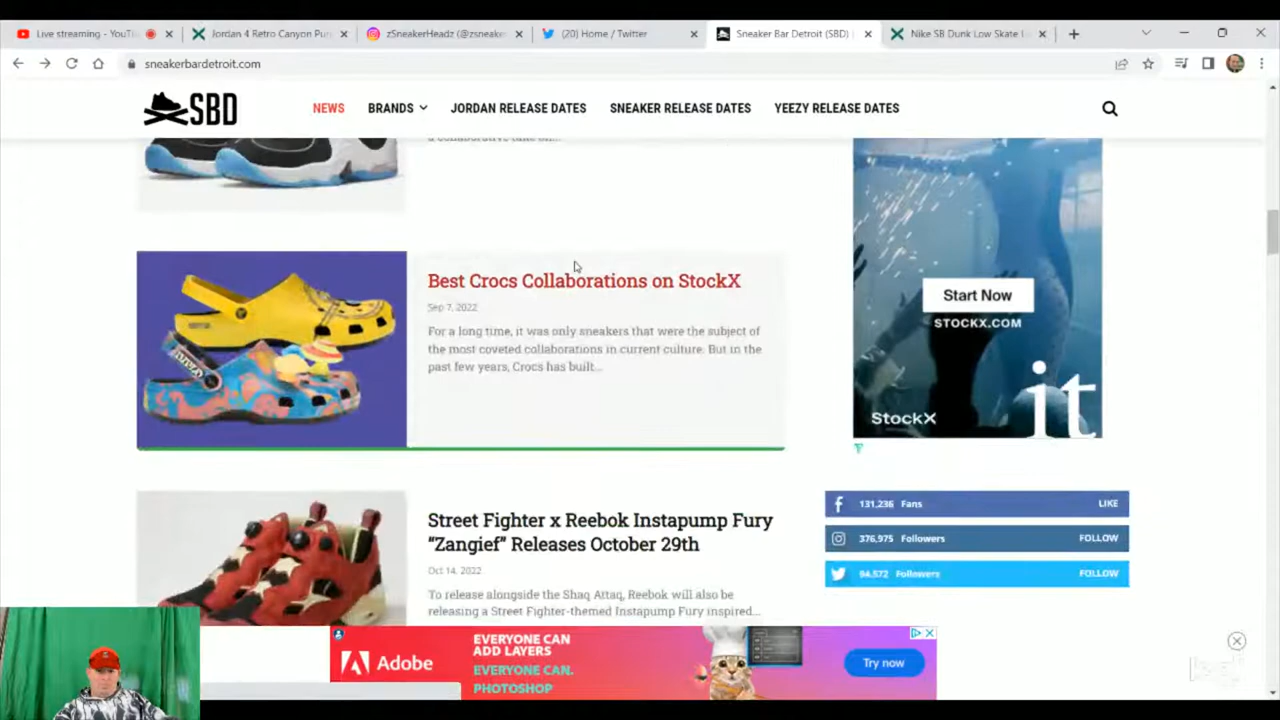 Live streaming - YouTu
Jordan 4 Retro Canyon Pur
zSneakerHeadz (@zsneake
(20) Home / Twitter
Sneaker Bar Detroit (SBD)
Nike SB Dunk Low Skate L
sneakerbardetroit.com
SBD
NEWS
BRANDS
JORDAN RELEASE DATES
SNEAKER RELEASE DATES
YEEZY RELEASE DATES
Best Crocs Collaborations on StockX
Sep 7, 2022
For a long time, it was only sneakers that were the subject of
the most coveted collaborations in current culture. But in the
past few years, Crocs has built...
Start Now
STOCKX.COM
it
StockX
131,236 Fans
LIKE
376,975 Followers
FOLLOW
94,572 Followers
FOLLOW
Street Fighter x Reebok Instapump Fury
“Zangief” Releases October 29th
Oct 14, 2022
To release alongside the Shaq Attaq, Reebok will also be
releasing a Street Fighter-themed Instapump Fury inspired...
Adobe
EVERYONE CAN
ADD LAYERS
EVERYONE CAN.
PHOTOSHOP
Try now